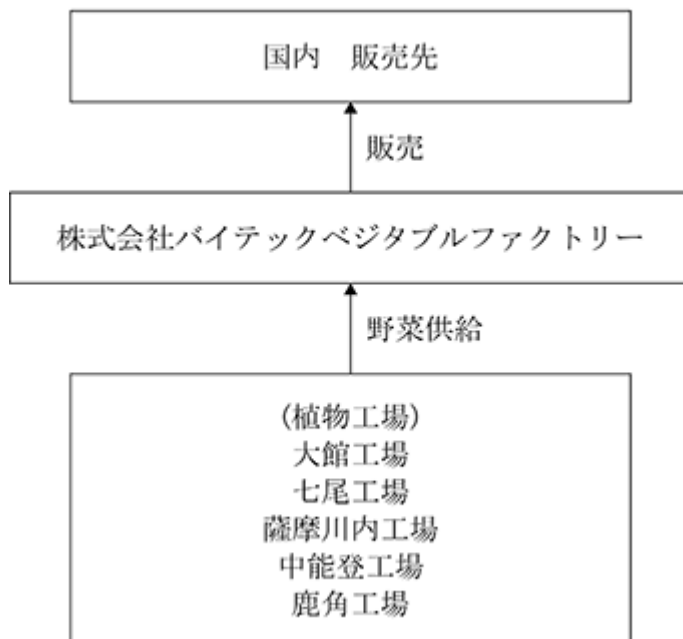 国内　販売先
販売
株式会社バイテックベジタブルファクトリー
野菜供給
(植物工場)
大館工場
七尾工場
薩摩川内工場
中能登工場
鹿角工場